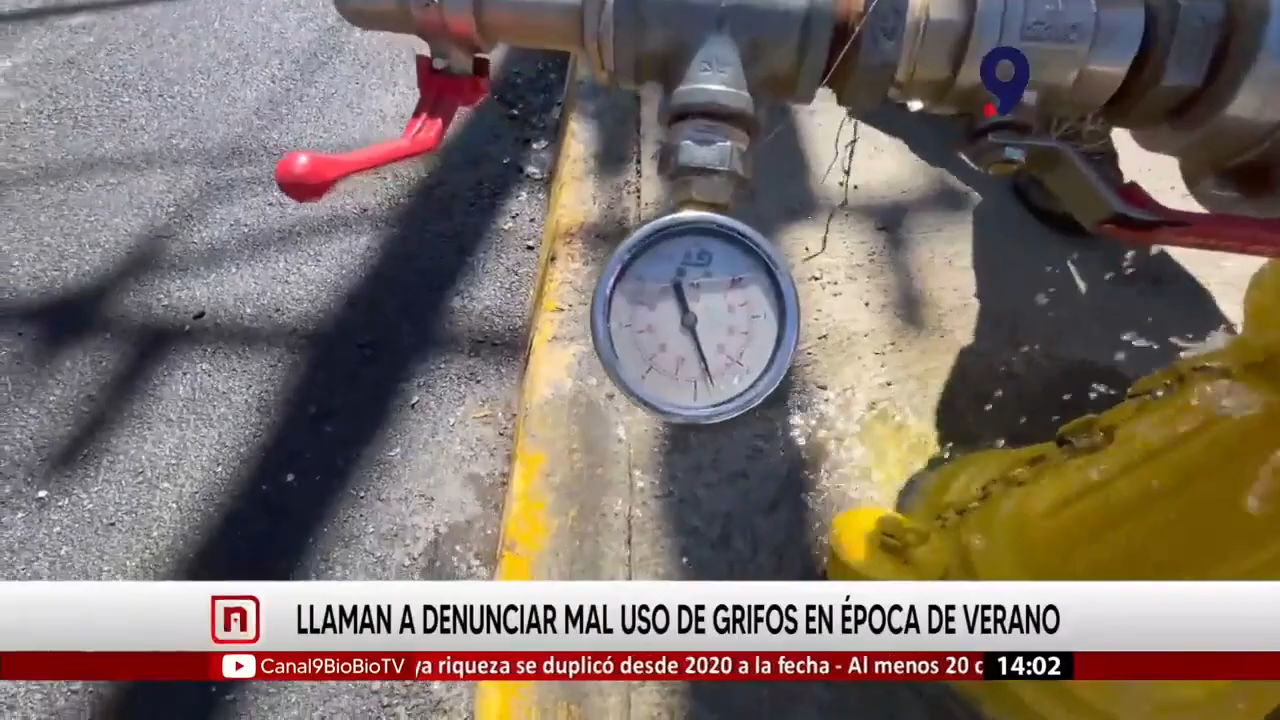 9
n LLAMAN A DENUNCIAR MAL USO DE GRIFOS EN ÉPOCA DE VERANO
Canal9BioBioTV riqueza se duplicó desde 2020 a la fecha - Al menos 20 14:02